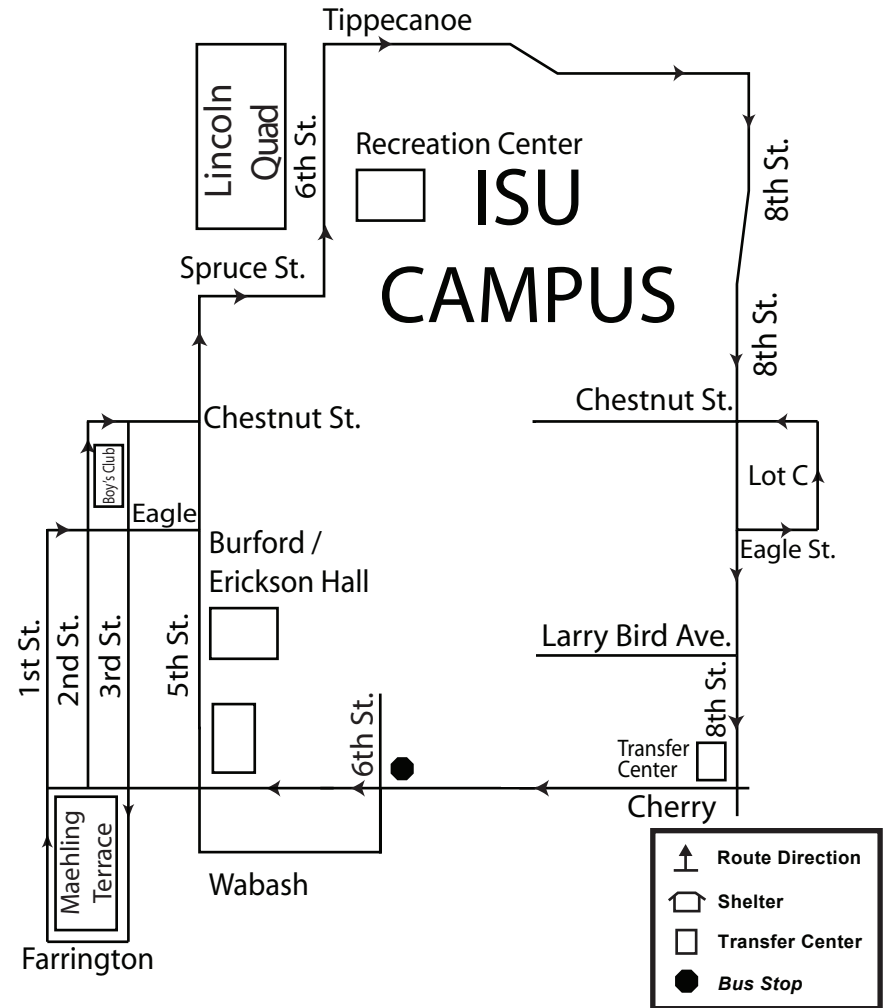 Tippecanoe
Lincoln
Quad
6th St.
Recreation Center
ISU
CAMPUS
8th St.
Spruce St.
8th St.
Chestnut St.
Chestnut St.
Boy's Club
Lot C
Eagle
Eagle St.
Burford /
Erickson Hall
1st St.
2nd St.
3rd St.
5th St.
Larry Bird Ave.
8th St.
6th St.
Transfer
Center
Cherry
Maehling
Terrace
Wabash
Farrington
Route Direction
Shelter
Transfer Center
Bus Stop